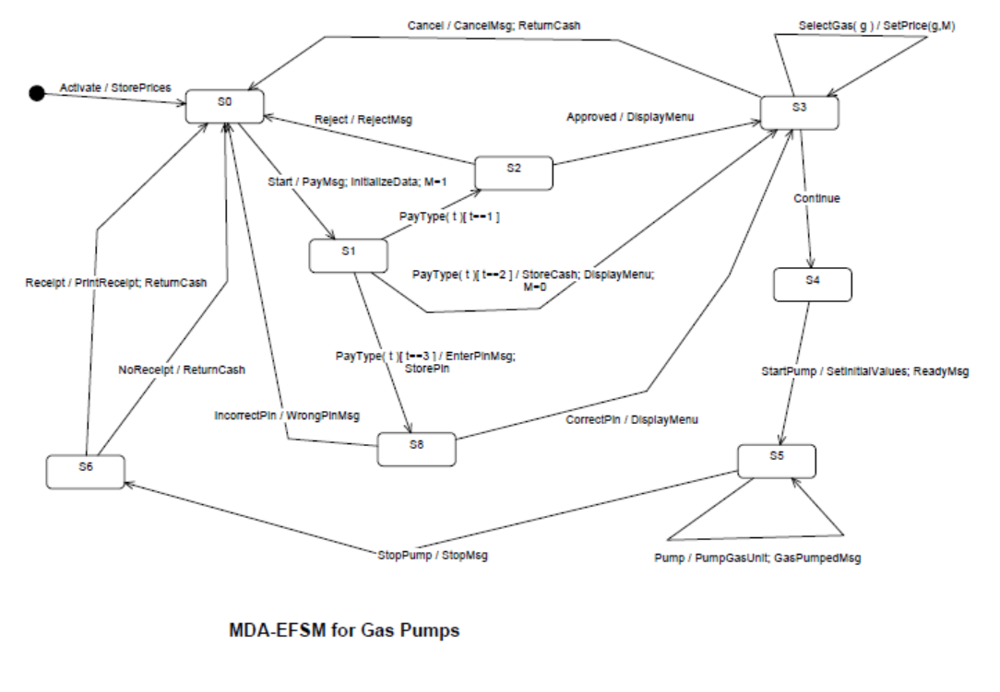 Cancel / CancelMsg; ReturnCash
SelectGas( g ) / SetPrice(g,M)
Activate / StorePrices
S0
S3
Reject / RejectMsg
Approved / DisplayMenu
S2
Start / PayMsg; InitializeData; M=1
Continue
PayType( t )[ t==1 ]
S1
PayType( t )[ t==2 ] / StoreCash; DisplayMenu;
M=0
S4
Receipt / PrintReceipt; ReturnCash
PayType( t )[ t==3 ] / EnterPinMsg;
StorePin
NoReceipt / ReturnCash
StartPump / SetInitialValues; ReadyMsg
IncorrectPin / WrongPinMsg
CorrectPin / DisplayMenu
S8
S5
S6
StopPump / StopMsg
Pump / PumpGasUnit; GasPumpedMsg
MDA-EFSM for Gas Pumps